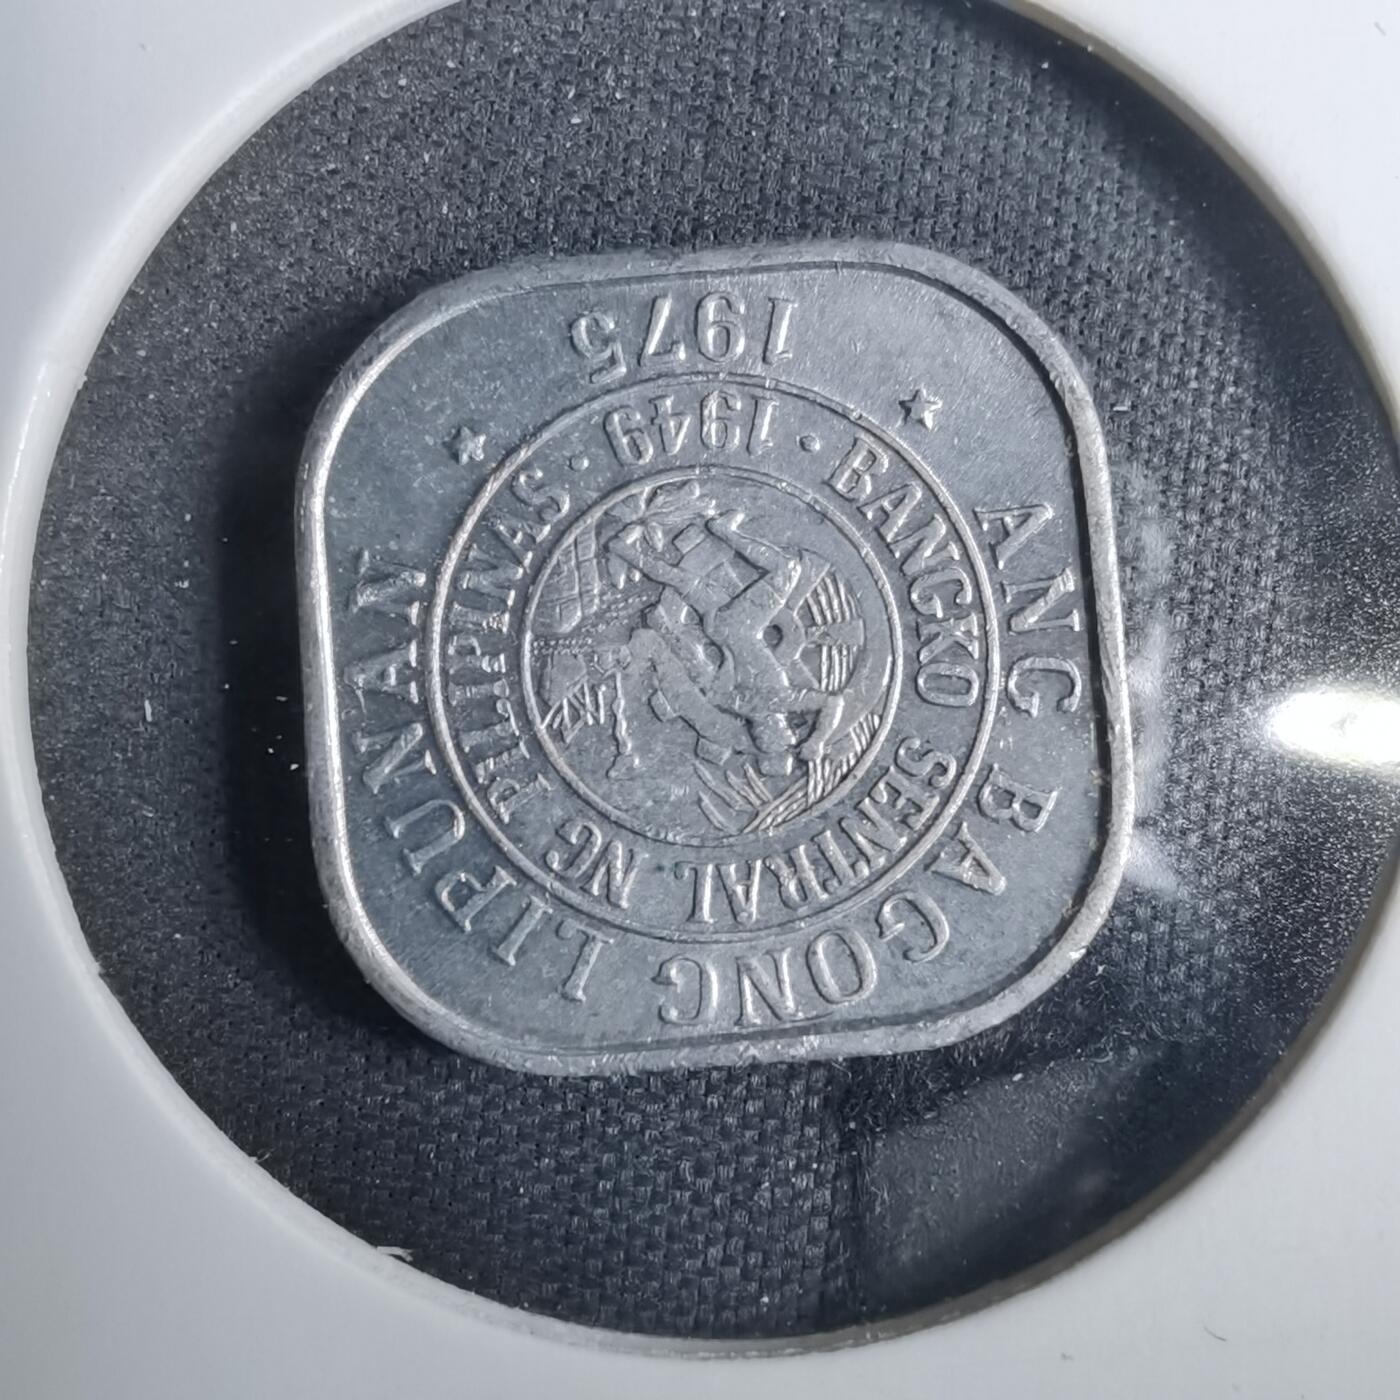 ANG BAGONG LIPUNAN
1975
BANGKO SENTRAL NG PILIPINAS
1949